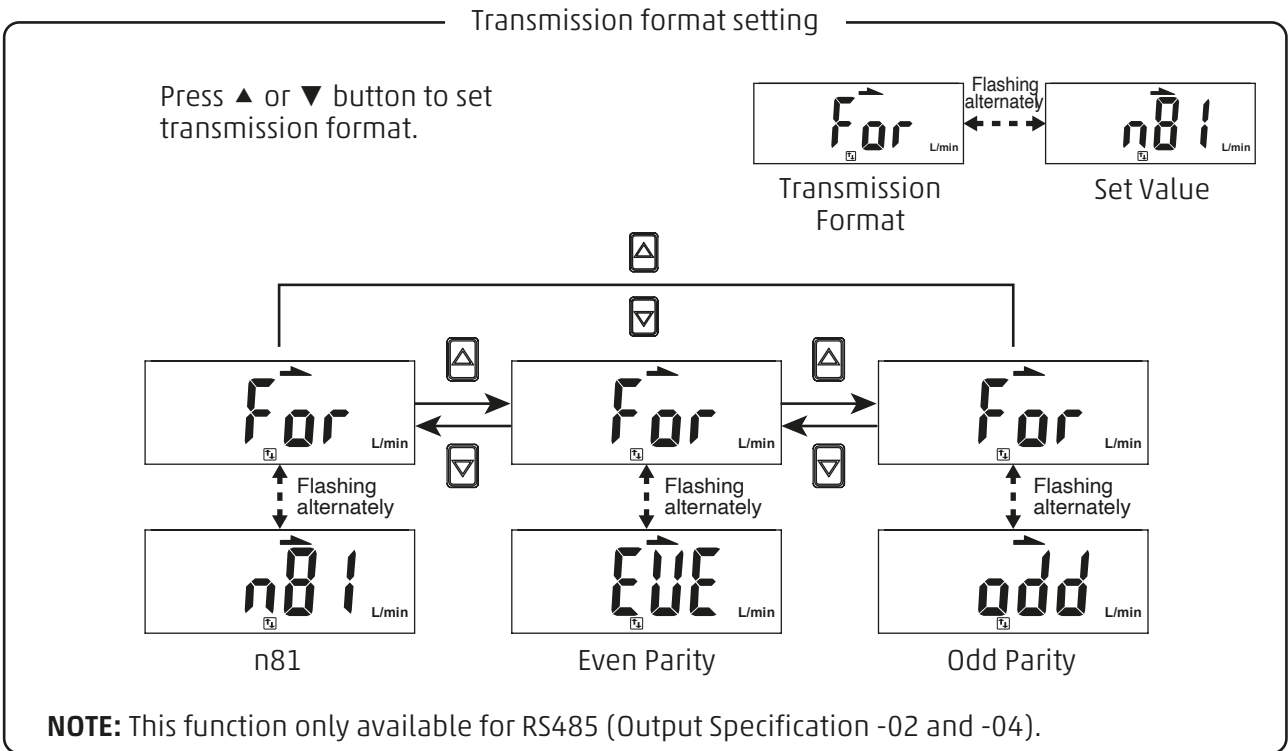 Transmission format setting
Press ▲ or ▼ button to set
transmission format.
For
L/min
Flashing
alternately
n81
L/min
Transmission
Format
Set Value
For
L/min
For
L/min
For
L/min
Flashing
alternately
Flashing
alternately
Flashing
alternately
n81
L/min
EUE
L/min
odd
L/min
n81
Even Parity
Odd Parity
NOTE: This function only available for RS485 (Output Specification -02 and -04).